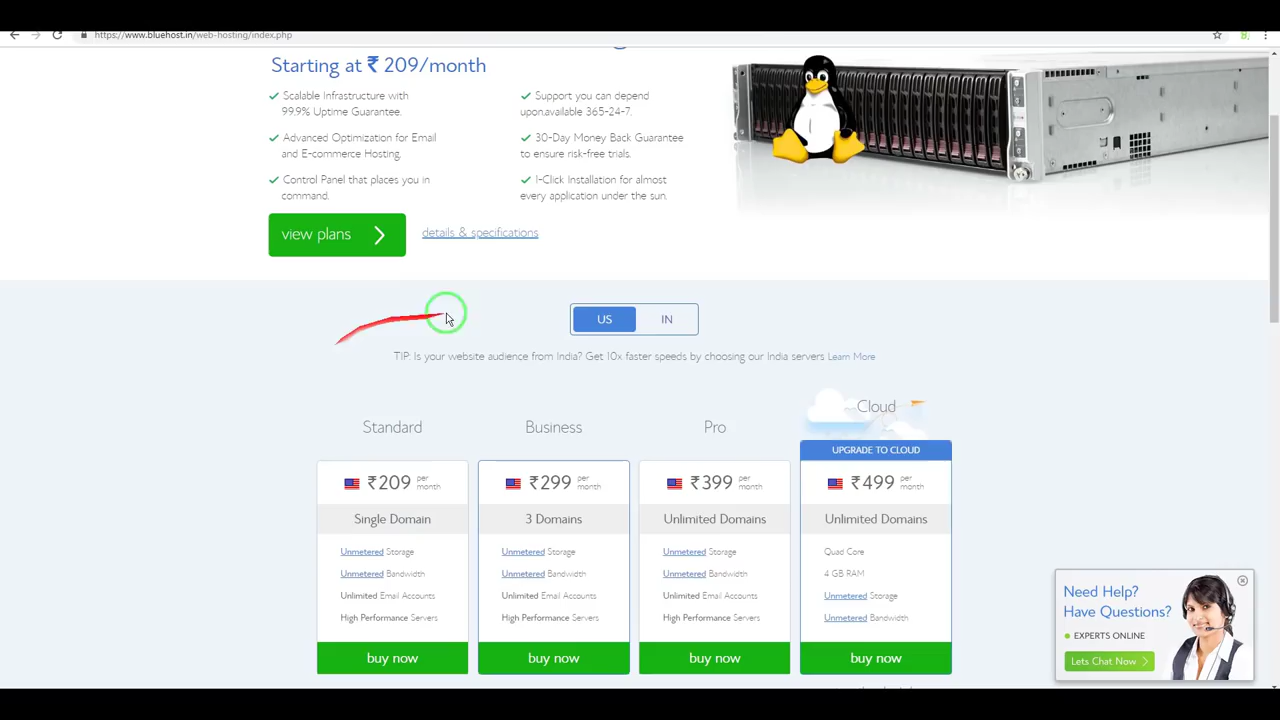 https://www.bluehost.in/web-hosting/index.php
Starting at ₹ 209/month
Scalable Infrastructure with
99.9% Uptime Guarantee.
Advanced Optimization for Email
and E-commerce Hosting.
Control Panel that places you in
command.
Support you can depend
upon.available 365-24-7.
30-Day Money Back Guarantee
to ensure risk-free trials.
1-Click Installation for almost
every application under the sun.
view plans
details & specifications
US IN
TIP: Is your website audience from India? Get 10x faster speeds by choosing our India servers Learn More
Standard
₹209 per month
Single Domain
Unmetered Storage
Unmetered Bandwidth
Unlimited Email Accounts
High Performance Servers
buy now
Business
₹299 per month
3 Domains
Unmetered Storage
Unmetered Bandwidth
Unlimited Email Accounts
High Performance Servers
buy now
Pro
₹399 per month
Unlimited Domains
Unmetered Storage
Unmetered Bandwidth
Unlimited Email Accounts
High Performance Servers
buy now
Cloud
UPGRADE TO CLOUD
₹499 per month
Unlimited Domains
Quad Core
4 GB RAM
Unmetered Storage
Unmetered Bandwidth
buy now
Need Help?
Have Questions?
EXPERTS ONLINE
Lets Chat Now